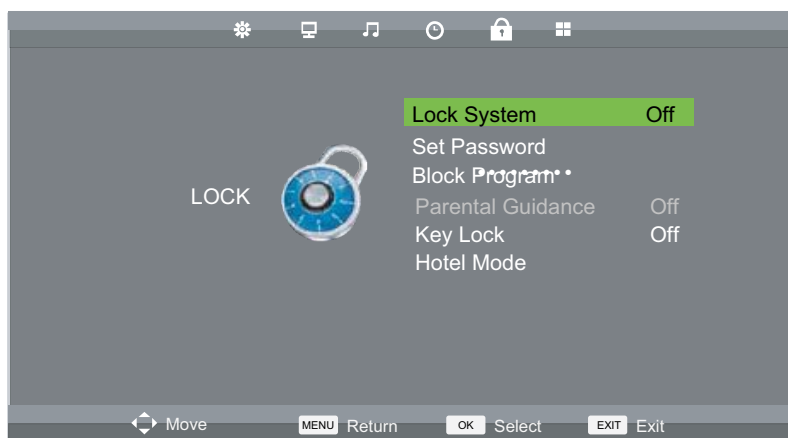 Lock System Off
Set Password
Block Program
LOCK
Parental Guidance Off
Key Lock Off
Hotel Mode
Move MENU Return OK Select EXIT Exit